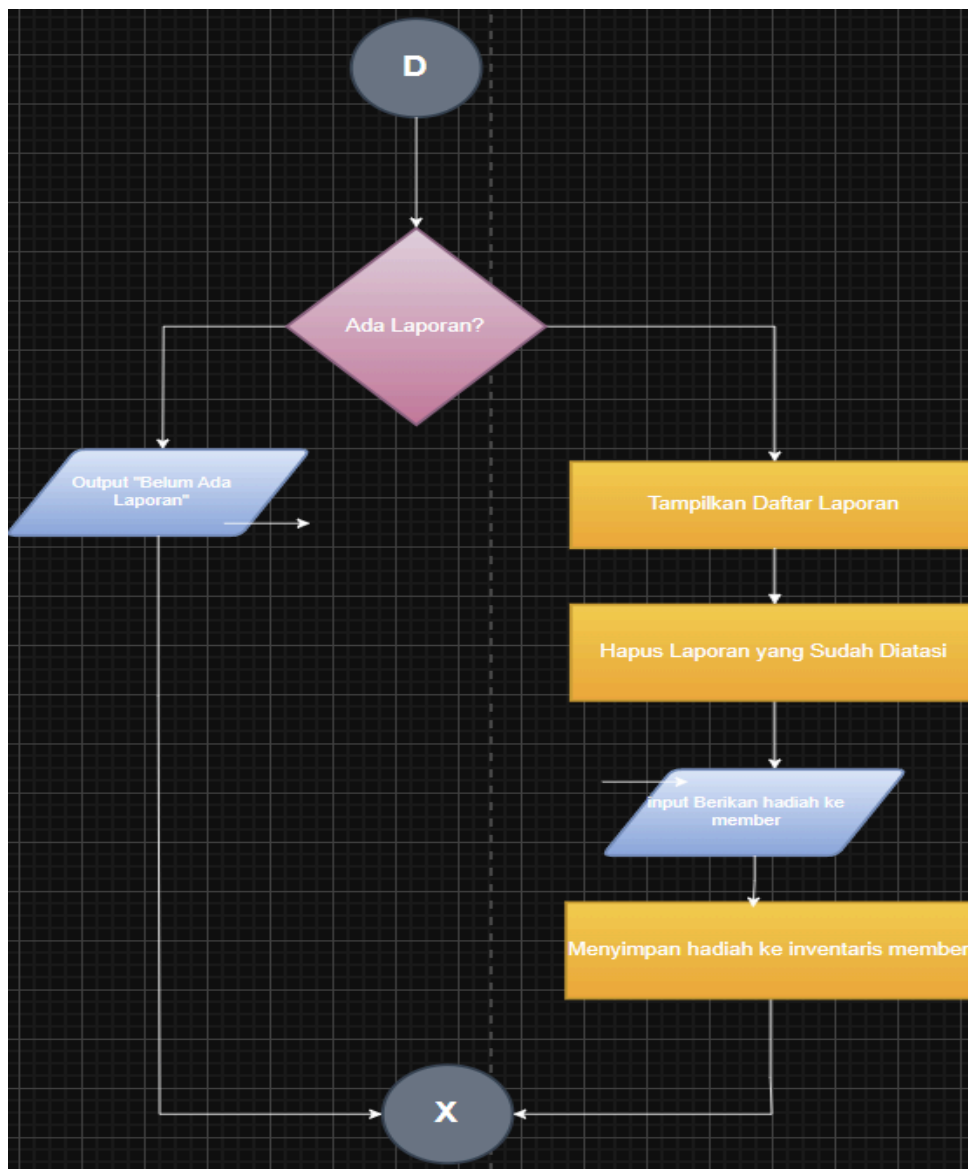 D
Ada Laporan?
Output "Belum Ada
Laporan"
Tampilkan Daftar Laporan
Hapus Laporan yang Sudah Diatasi
input Berikan hadiah ke
member
Menyimpan hadiah ke inventaris member
X